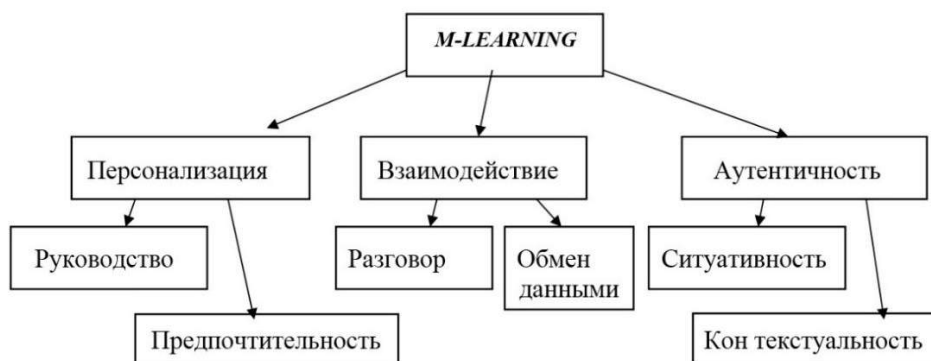 M-LEARNING
Персонализация
Взаимодействие
Аутентичность
Руководство
Разговор
Обмен
данными
Ситуативность
Предпочтительность
Кон текстуальность